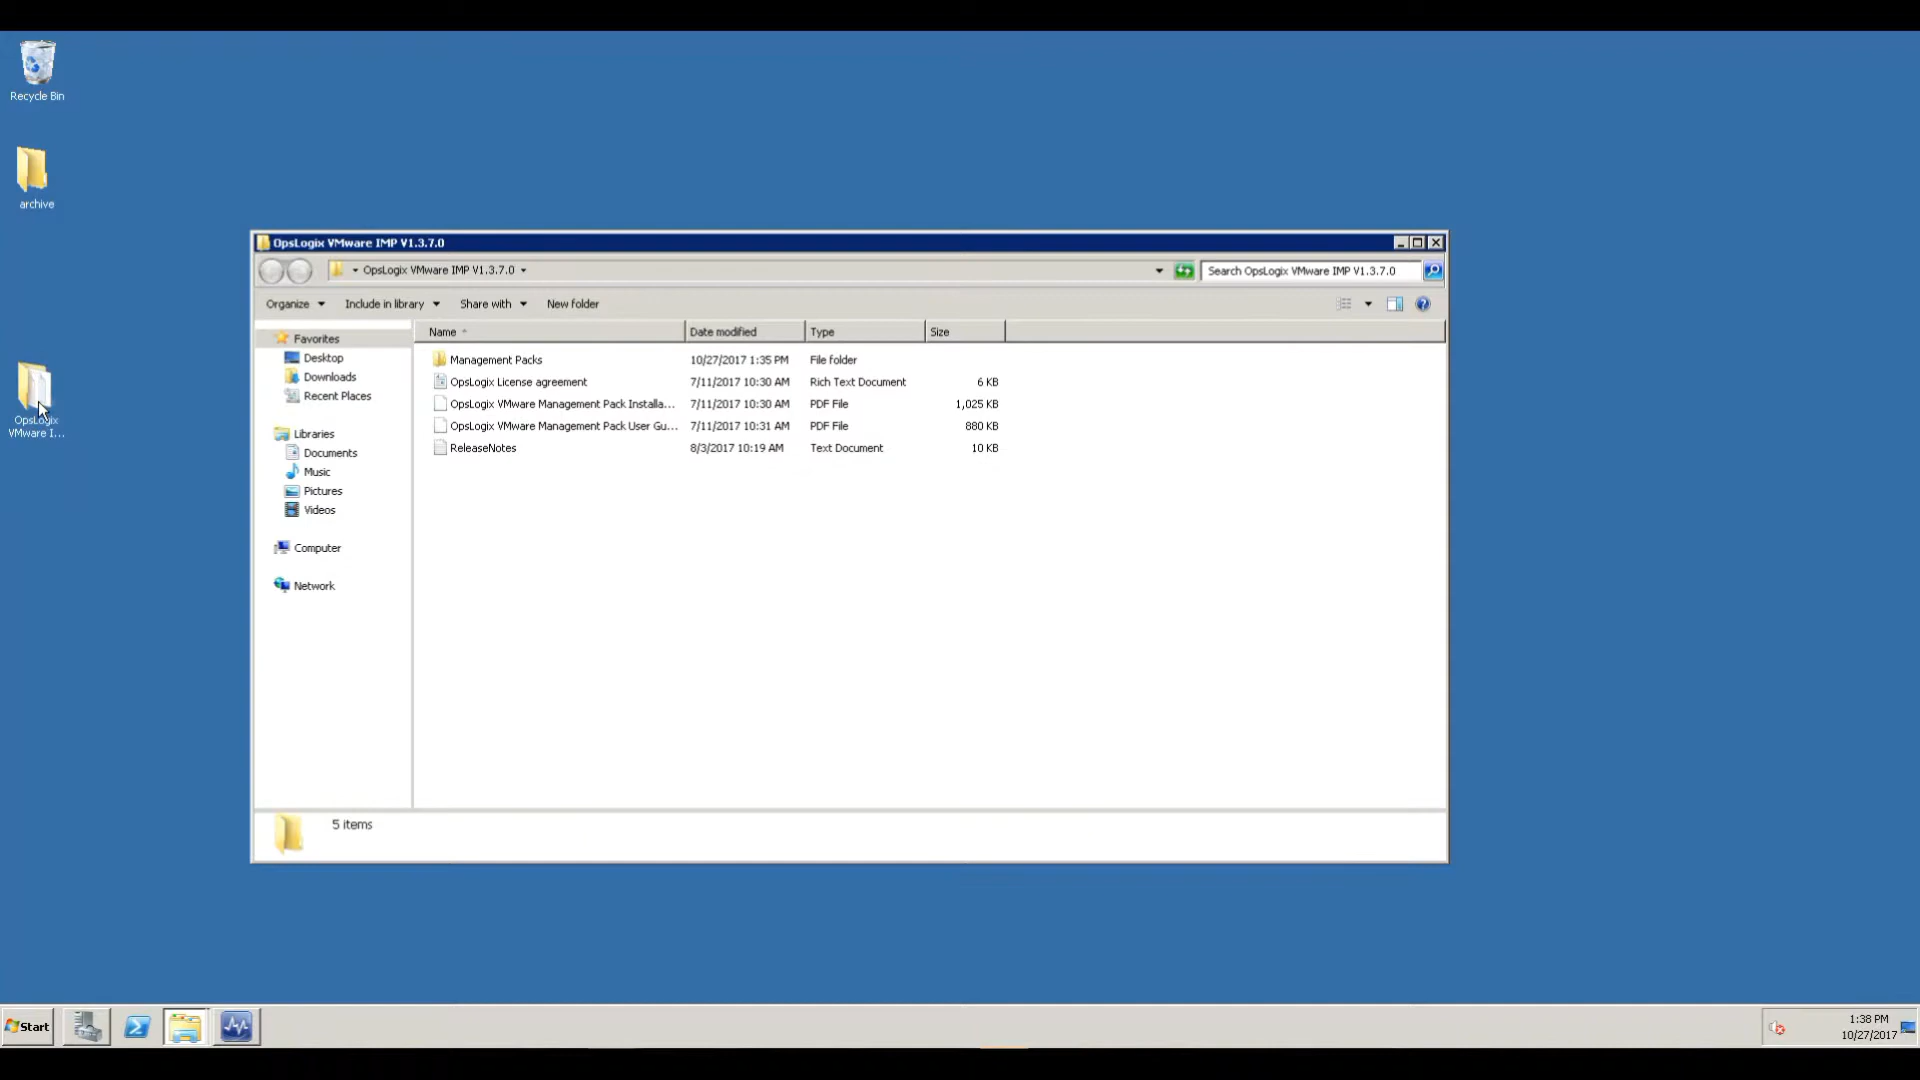 Recycle Bin
archive
OpsLogix
VMware I...
OpsLogix VMware IMP V1.3.7.0
OpsLogix VMware IMP V1.3.7.0
Search OpsLogix VMware IMP V1.3.7.0
Organize Include in library Share with New folder
Favorites
Desktop
Downloads
Recent Places
Libraries
Documents
Music
Pictures
Videos
Computer
Network
Name Date modified Type Size
Management Packs 10/27/2017 1:35 PM File folder
OpsLogix License agreement 7/11/2017 10:30 AM Rich Text Document 6 KB
OpsLogix VMware Management Pack Installa... 7/11/2017 10:30 AM PDF File 1,025 KB
OpsLogix VMware Management Pack User Gu... 7/11/2017 10:31 AM PDF File 880 KB
ReleaseNotes 8/3/2017 10:19 AM Text Document 10 KB
5 items
Start
1:38 PM
10/27/2017